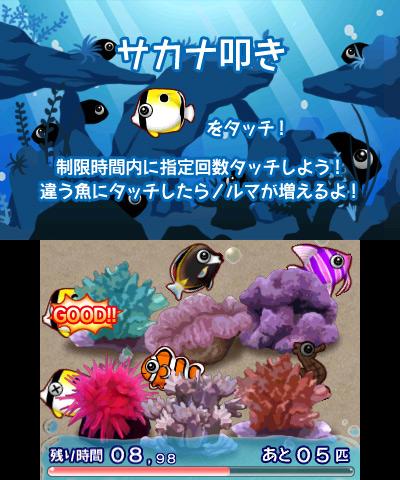 サカナ叩き
をタッチ！
制限時間内に指定回数タッチしよう！
違う魚にタッチしたらノルマが増えるよ！
GOOD!!
残り時間 08,98 あと05匹